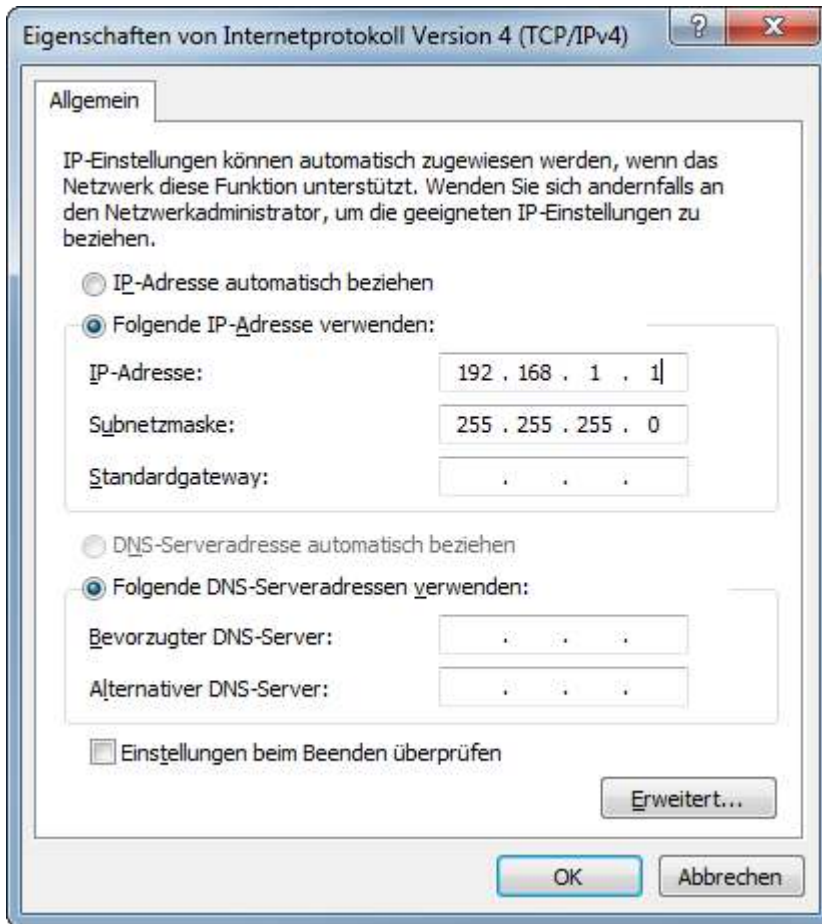 Eigenschaften von Internetprotokoll Version 4 (TCP/IPv4)
?
Allgemein
IP-Einstellungen können automatisch zugewiesen werden, wenn das
Netzwerk diese Funktion unterstützt. Wenden Sie sich andernfalls an
den Netzwerkadministrator, um die geeigneten IP-Einstellungen zu
beziehen.
IP-Adresse automatisch beziehen
Folgende IP-Adresse verwenden:
IP-Adresse: 192 . 168 . 1 . 1
Subnetzmaske: 255 . 255 . 255 . 0
Standardgateway: . . .
DNS-Serveradresse automatisch beziehen
Folgende DNS-Serveradressen verwenden:
Bevorzugter DNS-Server: . . .
Alternativer DNS-Server: . . .
Einstellungen beim Beenden überprüfen
Erweitert...
OK Abbrechen